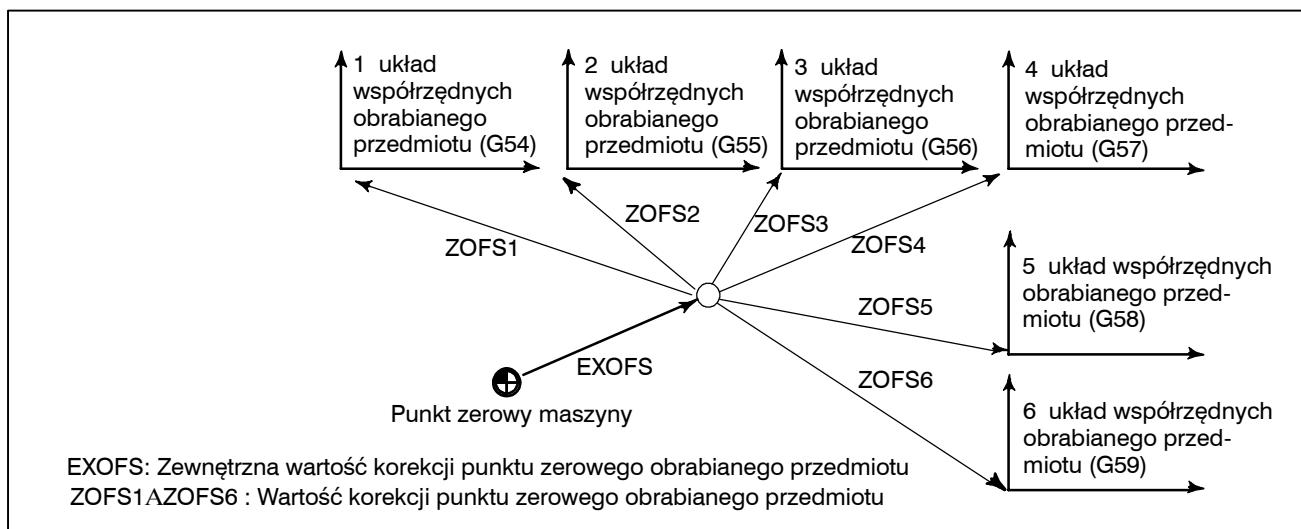 1 układ
współrzędnych
obrabianego
przedmiotu (G54)
2 układ
współrzędnych
obrabianego
przedmiotu (G55)
3 układ
współrzędnych
obrabianego
przedmiotu (G56)
4 układ
współrzędnych
obrabianego przed-
miotu (G57)
ZOFS1
ZOFS2
ZOFS3
ZOFS4
5 układ współrzędnych
obrabianego przed-
miotu (G58)
ZOFS5
EXOFS
ZOFS6
Punkt zerowy maszyny
6 układ współrzędnych
obrabianego przed-
miotu (G59)
EXOFS: Zewnętrzna wartość korekcji punktu zerowego obrabianego przedmiotu
ZOFS1AZOFS6 : Wartość korekcji punktu zerowego obrabianego przedmiotu